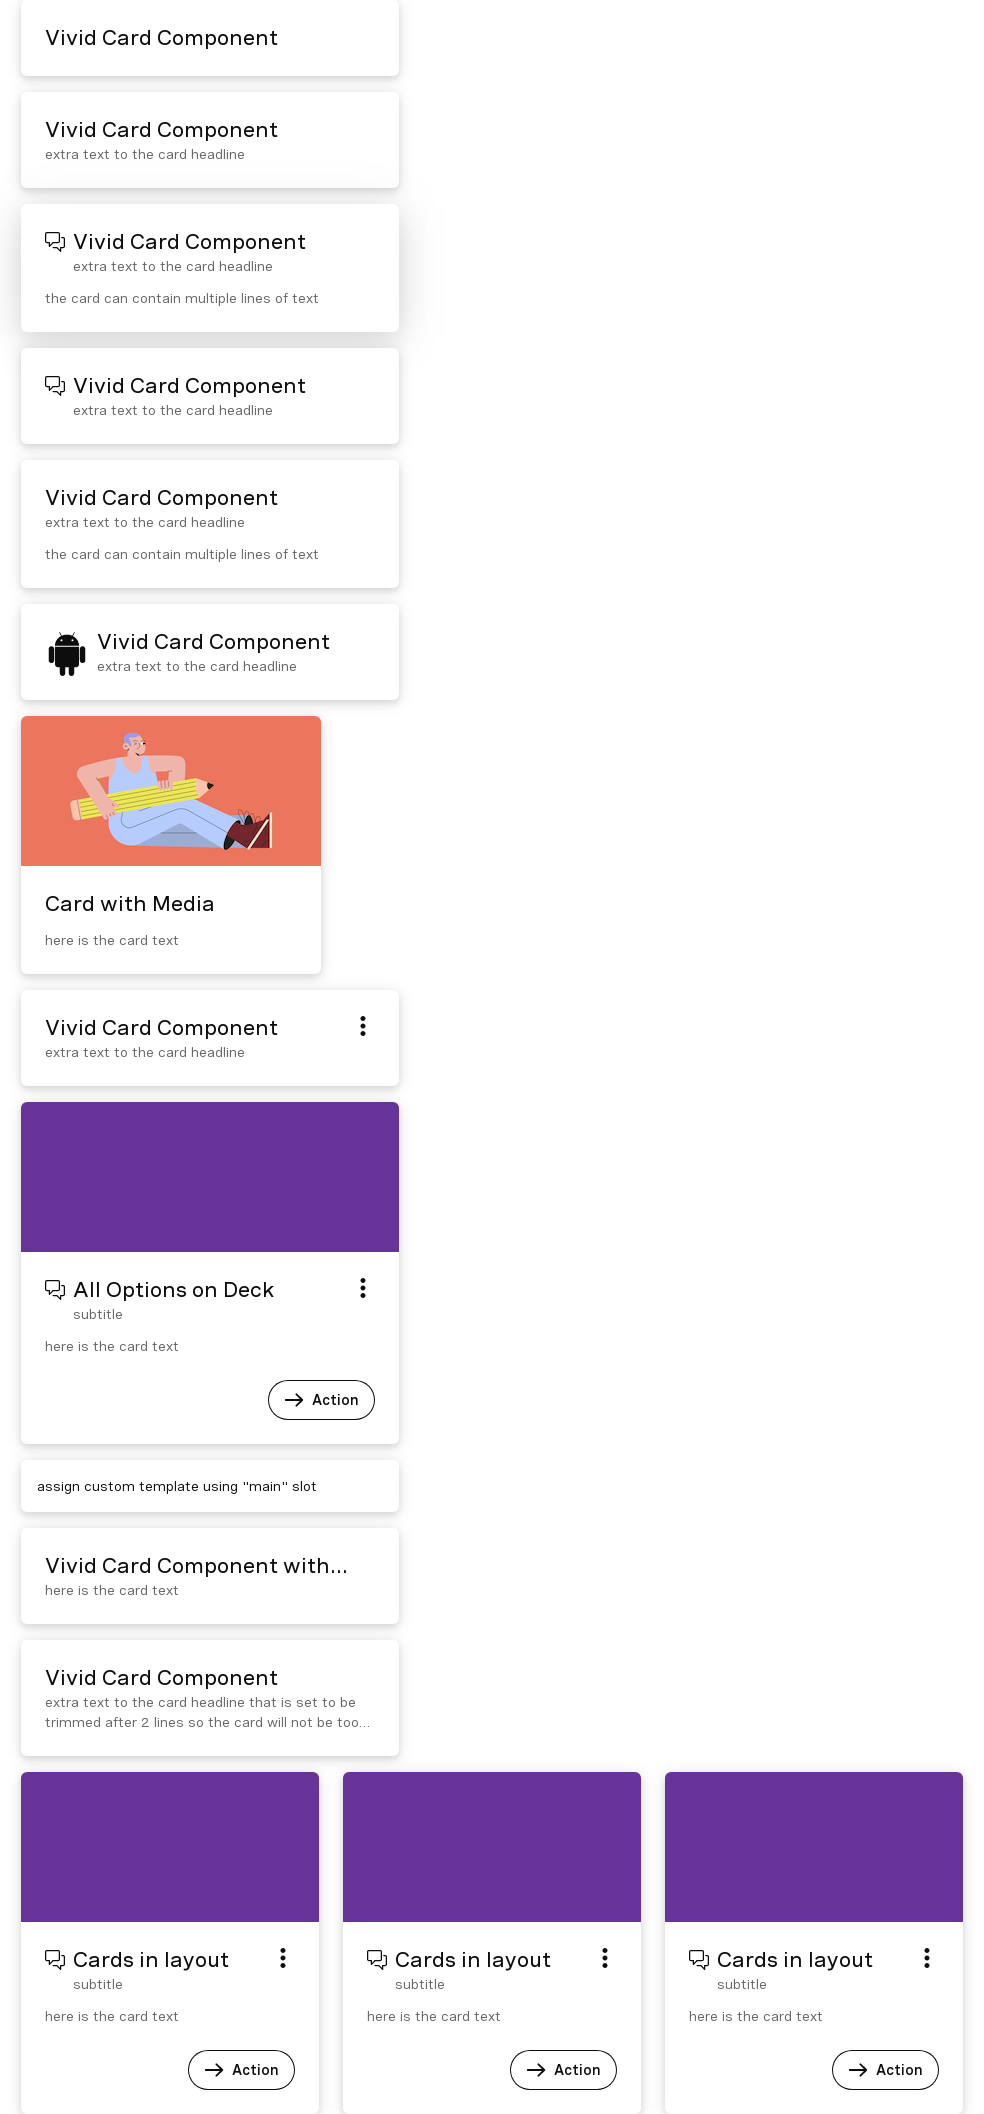 Vivid Card Component
Vivid Card Component
extra text to the card headline
Vivid Card Component
extra text to the card headline
the card can contain multiple lines of text
Vivid Card Component
extra text to the card headline
Vivid Card Component
extra text to the card headline
the card can contain multiple lines of text
Vivid Card Component
extra text to the card headline
Card with Media
here is the card text
Vivid Card Component
extra text to the card headline
All Options on Deck
subtitle
here is the card text
Action
assign custom template using "main" slot
Vivid Card Component with...
here is the card text
Vivid Card Component
extra text to the card headline that is set to be
trimmed after 2 lines so the card will not be too...
Cards in layout
subtitle
here is the card text
Action
Cards in layout
subtitle
here is the card text
Action
Cards in layout
subtitle
here is the card text
Action